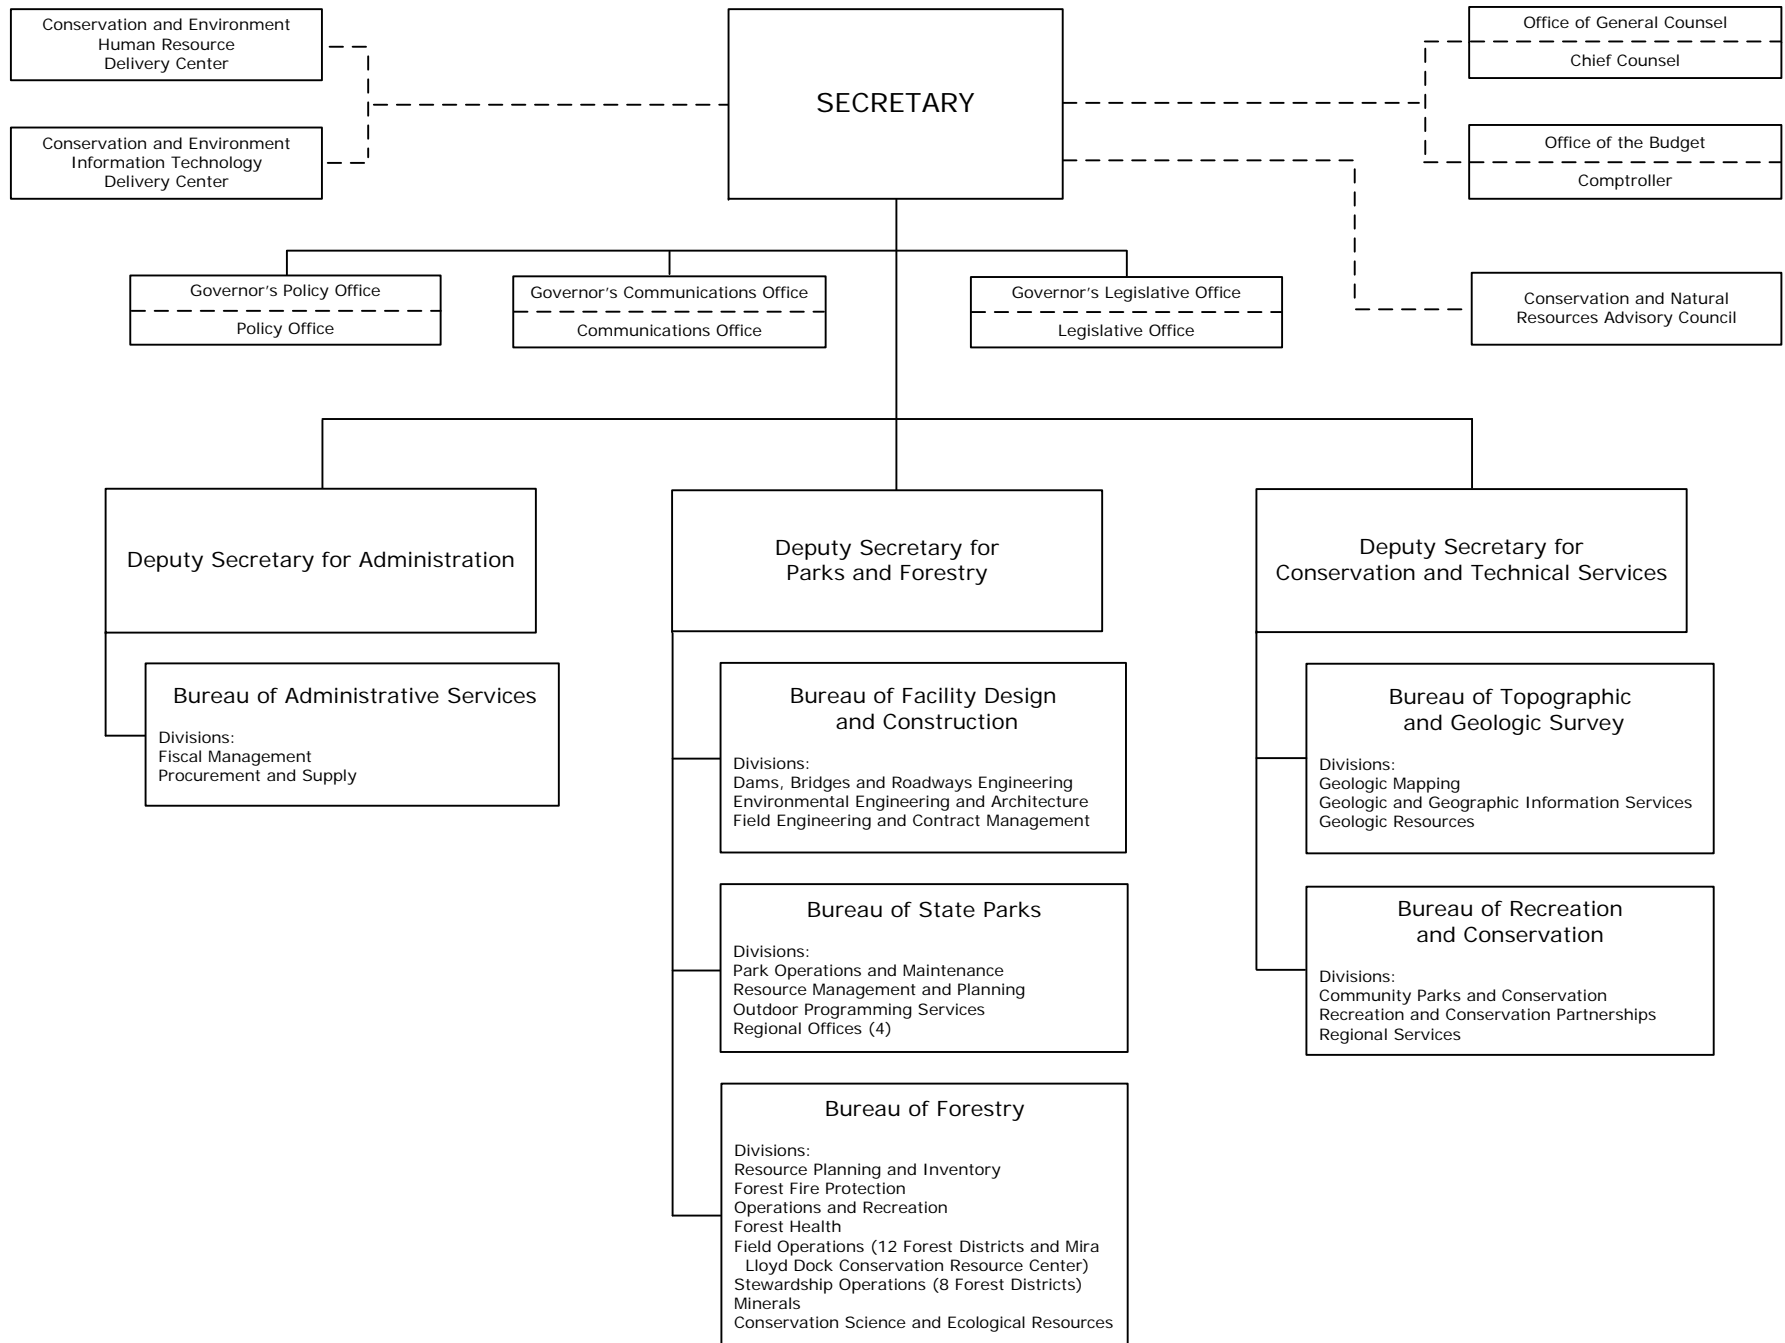 Conservation and Environment
Human Resource
Delivery Center
Conservation and Environment
Information Technology
Delivery Center
SECRETARY
Office of General Counsel
Chief Counsel
Office of the Budget
Comptroller
Governor's Policy Office
Policy Office
Governor's Communications Office
Communications Office
Governor's Legislative Office
Legislative Office
Conservation and Natural
Resources Advisory Council
Deputy Secretary for Administration
Bureau of Administrative Services
Divisions:
Fiscal Management
Procurement and Supply
Deputy Secretary for
Parks and Forestry
Bureau of Facility Design
and Construction
Divisions:
Dams, Bridges and Roadways Engineering
Environmental Engineering and Architecture
Field Engineering and Contract Management
Bureau of State Parks
Divisions:
Park Operations and Maintenance
Resource Management and Planning
Outdoor Programming Services
Regional Offices (4)
Bureau of Forestry
Divisions:
Resource Planning and Inventory
Forest Fire Protection
Operations and Recreation
Forest Health
Field Operations (12 Forest Districts and Mira
Lloyd Dock Conservation Resource Center)
Stewardship Operations (8 Forest Districts)
Minerals
Conservation Science and Ecological Resources
Deputy Secretary for
Conservation and Technical Services
Bureau of Topographic
and Geologic Survey
Divisions:
Geologic Mapping
Geologic and Geographic Information Services
Geologic Resources
Bureau of Recreation
and Conservation
Divisions:
Community Parks and Conservation
Recreation and Conservation Partnerships
Regional Services